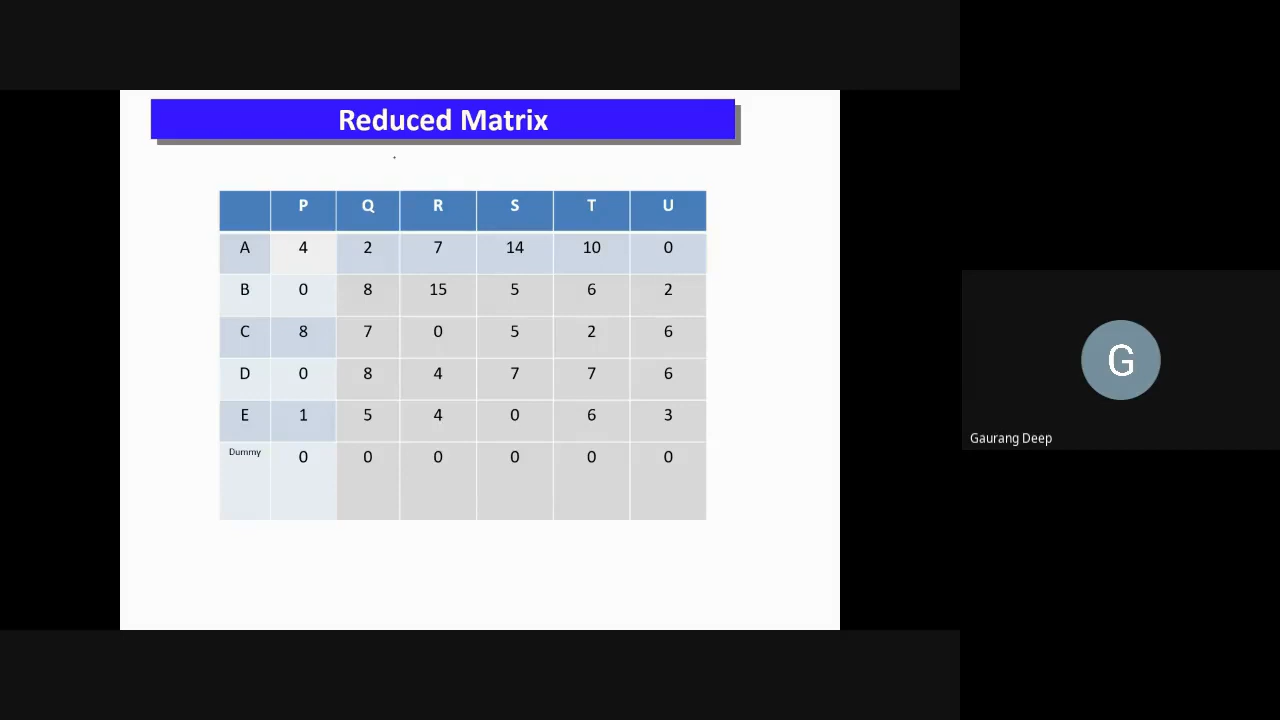 Reduced Matrix
P Q R S T U
A 4 2 7 14 10 0
B 0 8 15 5 6 2
C 8 7 0 5 2 6
D 0 8 4 7 7 6
E 1 5 4 0 6 3
Dummy 0 0 0 0 0 0
G
Gaurang Deep